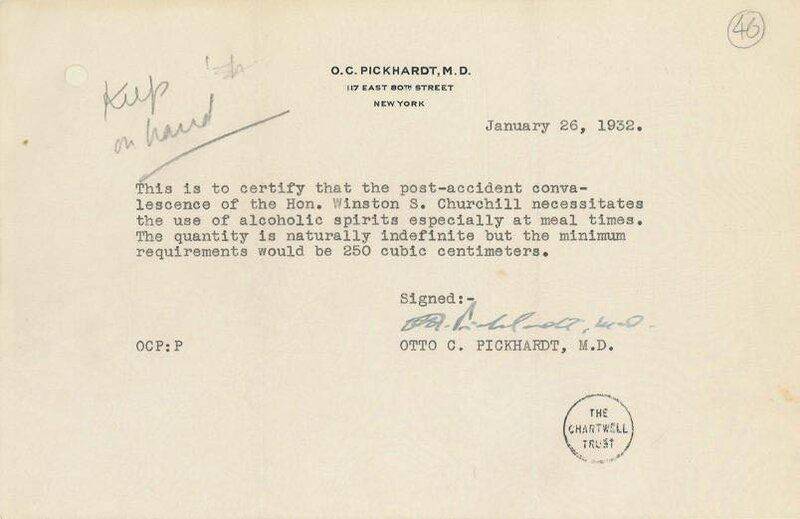 46
Keep
on hand
O. C. PICKHARDT, M. D.
117 EAST 80TH STREET
NEW YORK
January 26, 1932.
This is to certify that the post-accident conva-
lescence of the Hon. Winston S. Churchill necessitates
the use of alcoholic spirits especially at meal times.
The quantity is naturally indefinite but the minimum
requirements would be 250 cubic centimeters.
Signed:-
OCP:P
OTTO C. PICKHARDT, M.D.
THE
CHARTWELL
TRUST